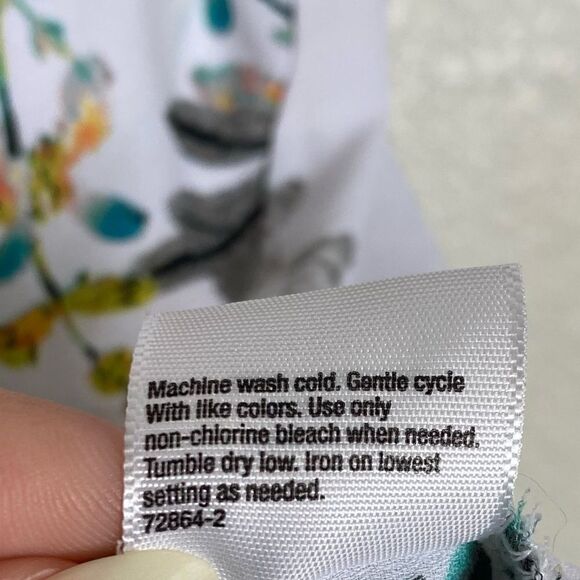 Machine wash cold. Gentle cycle
With like colors. Use only
non-chlorine bleach when needed.
Tumble dry low. Iron on lowest
setting as needed.
72864-2